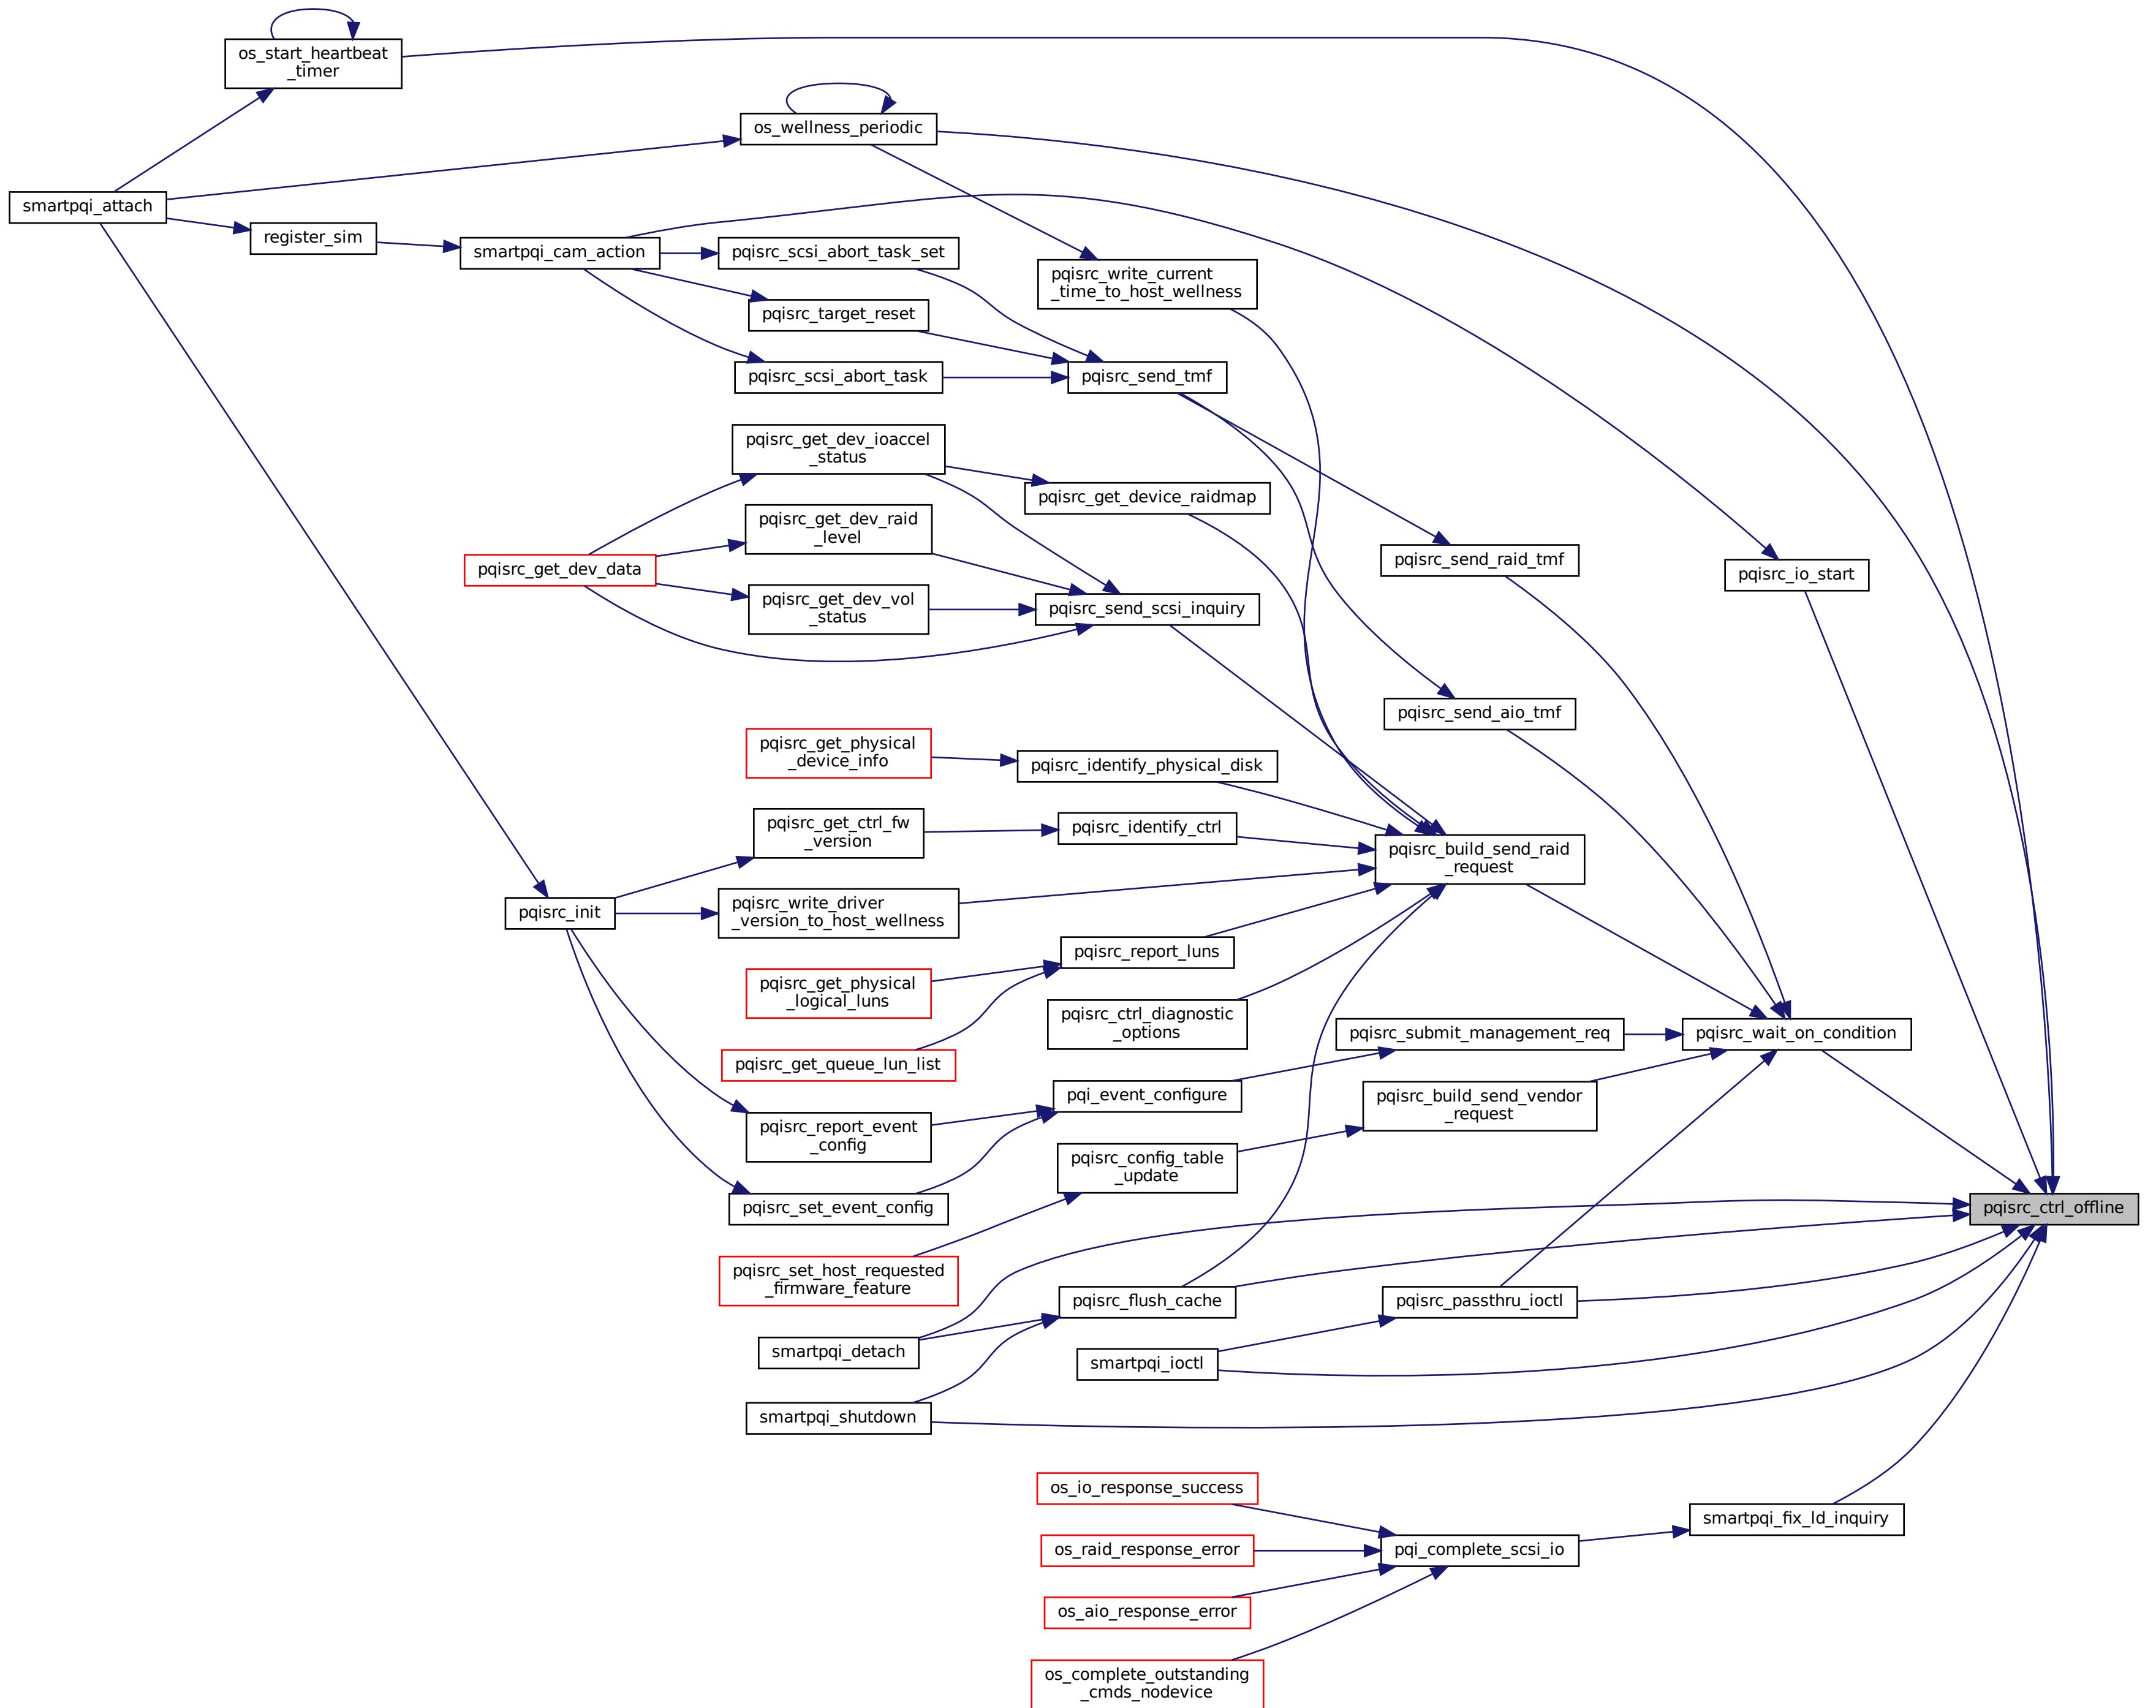 os_start_heartbeat
_timer
os_wellness_periodic
smartpqi_attach
register_sim
smartpqi_cam_action
pqisrc_scsi_abort_task_set
pqisrc_write_current
_time_to_host_wellness
pqisrc_target_reset
pqisrc_scsi_abort_task
pqisrc_send_tmf
pqisrc_get_dev_ioaccel
_status
pqisrc_get_device_raidmap
pqisrc_get_dev_raid
_level
pqisrc_send_raid_tmf
pqisrc_io_start
pqisrc_get_dev_data
pqisrc_get_dev_vol
_status
pqisrc_send_scsi_inquiry
pqisrc_send_aio_tmf
pqisrc_get_physical
_device_info
pqisrc_identify_physical_disk
pqisrc_get_ctrl_fw
_version
pqisrc_identify_ctrl
pqisrc_build_send_raid
_request
pqisrc_init
pqisrc_write_driver
_version_to_host_wellness
pqisrc_report_luns
pqisrc_get_physical
_logical_luns
pqisrc_ctrl_diagnostic
_options
pqisrc_submit_management_req
pqisrc_wait_on_condition
pqisrc_get_queue_lun_list
pqi_event_configure
pqisrc_build_send_vendor
_request
pqisrc_report_event
_config
pqisrc_config_table
_update
pqisrc_set_event_config
pqisrc_ctrl_offline
pqisrc_set_host_requested
_firmware_feature
pqisrc_flush_cache
pqisrc_passthru_ioctl
smartpqi_detach
smartpqi_ioctl
smartpqi_shutdown
os_io_response_success
smartpqi_fix_ld_inquiry
os_raid_response_error
pqi_complete_scsi_io
os_aio_response_error
os_complete_outstanding
_cmds_nodevice